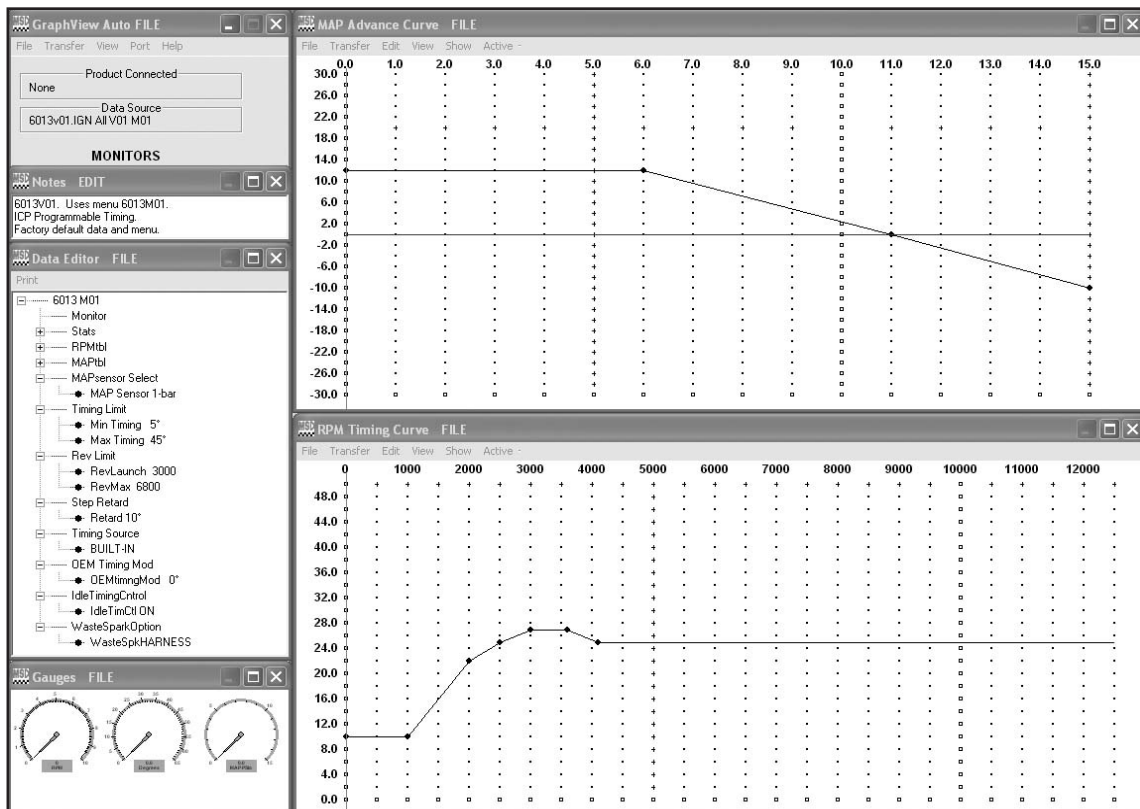 GraphView Auto FILE
File Transfer View Port Help
Product Connected
None
Data Source
6013v01.IGN All V01 M01
MONITORS
Notes EDIT
6013V01. Uses menu 6013M01.
ICP Programmable Timing.
Factory default data and menu.
Data Editor FILE
Print
6013 M01
Monitor
Stats
RPMtbl
MAPtbl
MAPsensor Select
MAP Sensor 1-bar
Timing Limit
Min Timing 5°
Max Timing 45°
Rev Limit
RevLaunch 3000
RevMax 6800
Step Retard
Retard 10°
Timing Source
BUILT-IN
OEM Timing Mod
OEMtimngMod 0°
IdleTimingCntrol
IdleTimCtl ON
WasteSparkOption
WasteSpkHARNESS
Gauges FILE
RPM
Degrees
MAP PSIa
MAP Advance Curve FILE
File Transfer Edit View Show Active -
0.0 1.0 2.0 3.0 4.0 5.0 6.0 7.0 8.0 9.0 10.0 11.0 12.0 13.0 14.0 15.0
30.0
26.0
22.0
18.0
14.0
10.0
6.0
2.0
-2.0
-6.0
-10.0
-14.0
-18.0
-22.0
-26.0
-30.0
RPM Timing Curve FILE
File Transfer Edit View Show Active -
0 1000 2000 3000 4000 5000 6000 7000 8000 9000 10000 11000 12000
48.0
44.0
40.0
36.0
32.0
28.0
24.0
20.0
16.0
12.0
8.0
4.0
0.0